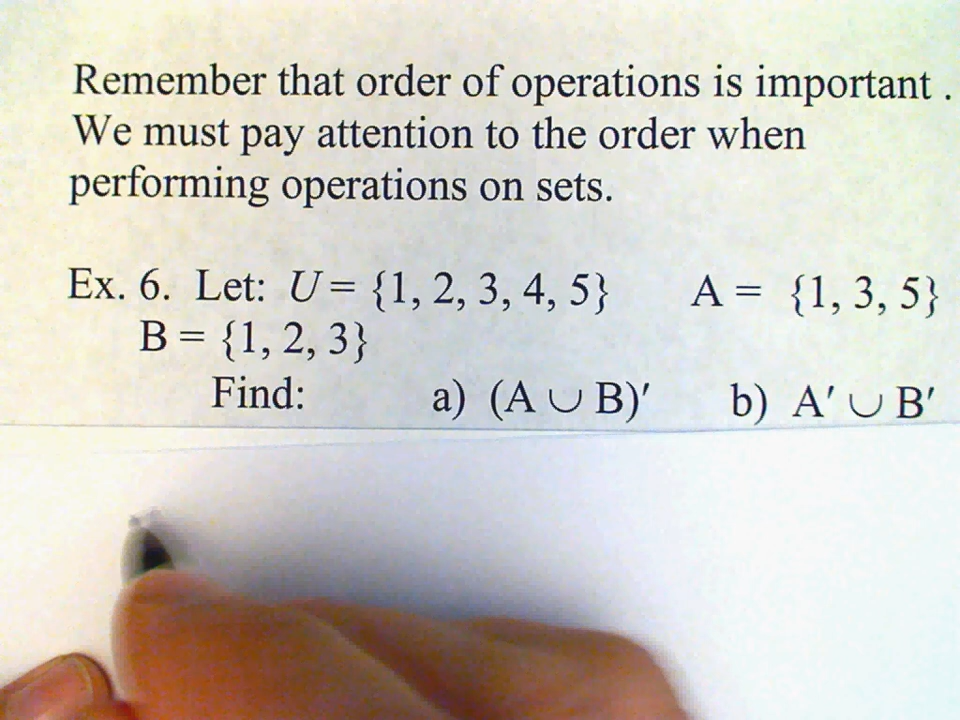 Remember that order of operations is important .
We must pay attention to the order when
performing operations on sets.
Ex. 6. Let: U = {1, 2, 3, 4, 5} A = {1, 3, 5}
B = {1, 2, 3}
Find: a) (A ∪ B)′ b) A′ ∪ B′